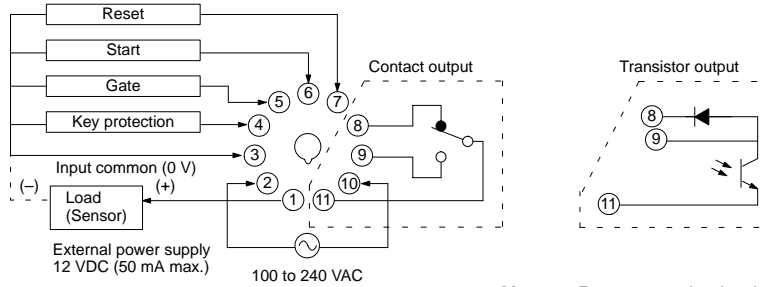 Reset
Start
Gate
Key protection
Input common (0 V)
(–)
(+)
Load
(Sensor)
External power supply
12 VDC (50 mA max.)
100 to 240 VAC
Contact output
Transistor output
5
6
7
4
8
3
9
2
10
1
11
8
9
11